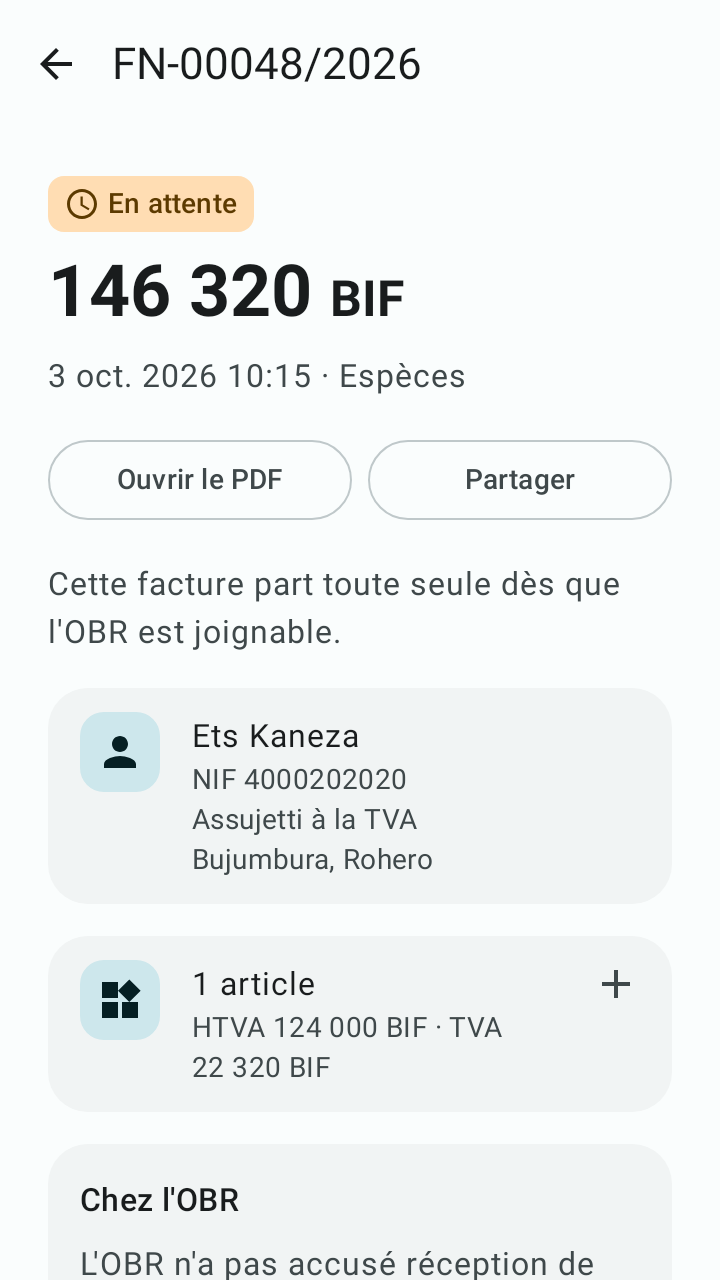 FN-00048/2026
En attente
146 320 BIF
3 oct. 2026 10:15 · Espèces
Ouvrir le PDF
Partager
Cette facture part toute seule dès que
l'OBR est joignable.
Ets Kaneza
NIF 4000202020
Assujetti à la TVA
Bujumbura, Rohero
1 article
HTVA 124 000 BIF · TVA
22 320 BIF
Chez l'OBR
L'OBR n'a pas accusé réception de